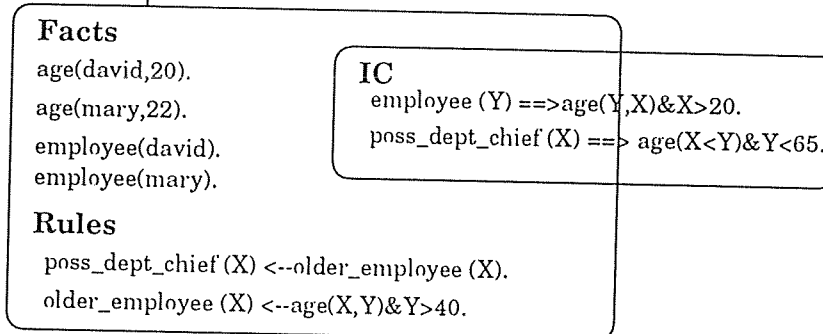 Facts
age(david,20).
age(mary,22).
employee(david).
employee(mary).
Rules
poss_dept_chief (X) <--older_employee (X).
older_employee (X) <--age(X,Y)&Y>40.
IC
employee (Y) ==>age(Y,X)&X>20.
poss_dept_chief (X) ==> age(X<Y)&Y<65.